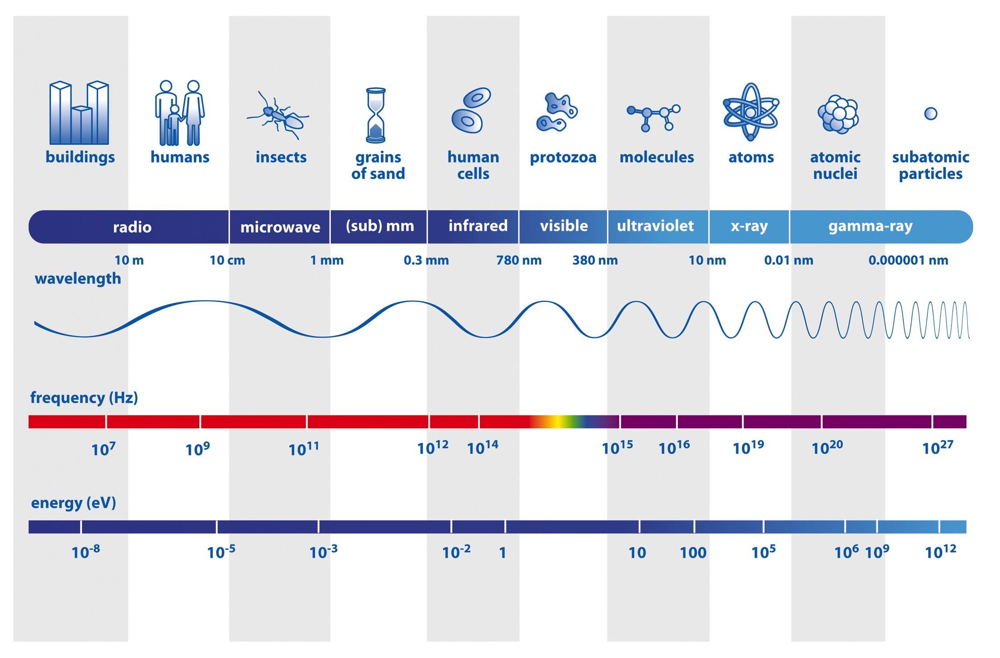 buildings
humans
insects
grains
of sand
human
cells
protozoa
molecules
atoms
atomic
nuclei
subatomic
particles
radio
microwave
(sub) mm
infrared
visible
ultraviolet
x-ray
gamma-ray
10 m
10 cm
1 mm
0.3 mm
780 nm
380 nm
10 nm
0.01 nm
0.000001 nm
wavelength
frequency (Hz)
10⁷
10⁹
10¹¹
10¹²
10¹⁴
10¹⁵
10¹⁶
10¹⁹
10²⁰
10²⁷
energy (eV)
10⁻⁸
10⁻⁵
10⁻³
10⁻²
1
10
100
10⁵
10⁶
10⁹
10¹²